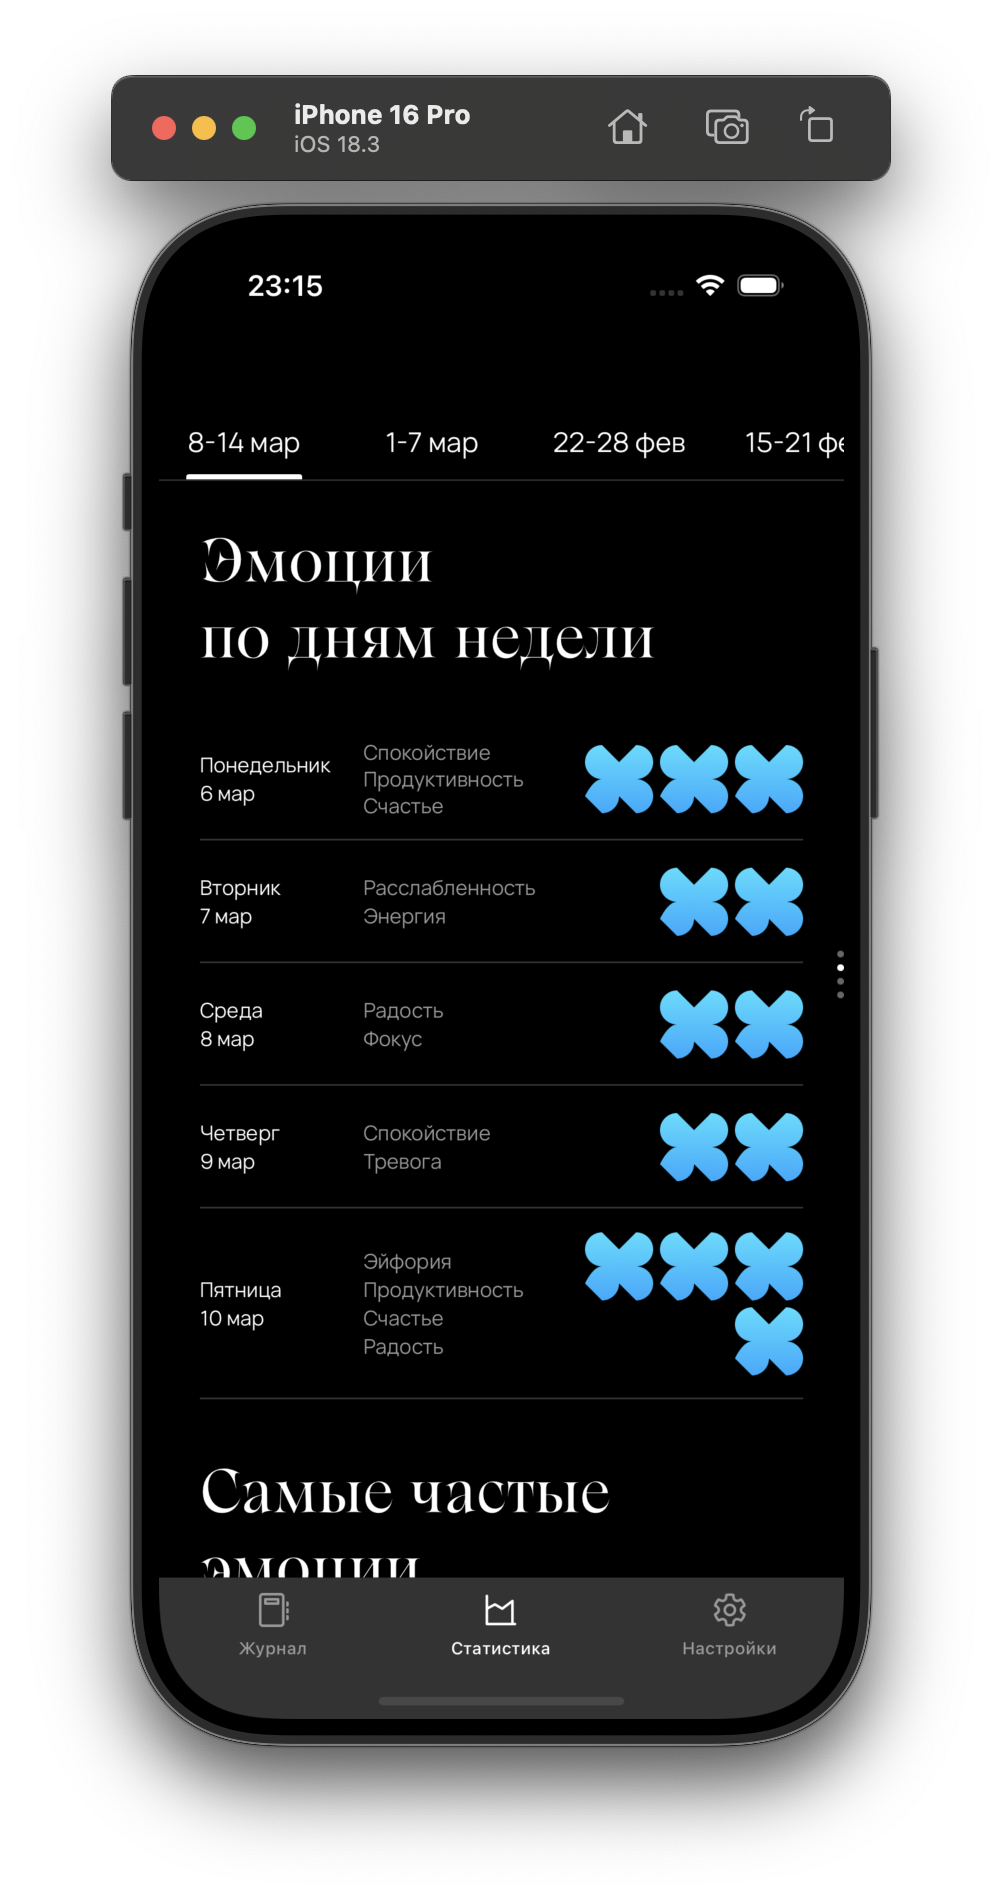 iPhone 16 Pro
iOS 18.3
23:15
8-14 мар 1-7 мар 22-28 фев 15-21 фе
Эмоции
по дням недели
Понедельник
6 мар
Спокойствие
Продуктивность
Счастье
Вторник
7 мар
Расслабленность
Энергия
Среда
8 мар
Радость
Фокус
Четверг
9 мар
Спокойствие
Тревога
Пятница
10 мар
Эйфория
Продуктивность
Счастье
Радость
Самые частые
эмоции
Журнал Статистика Настройки